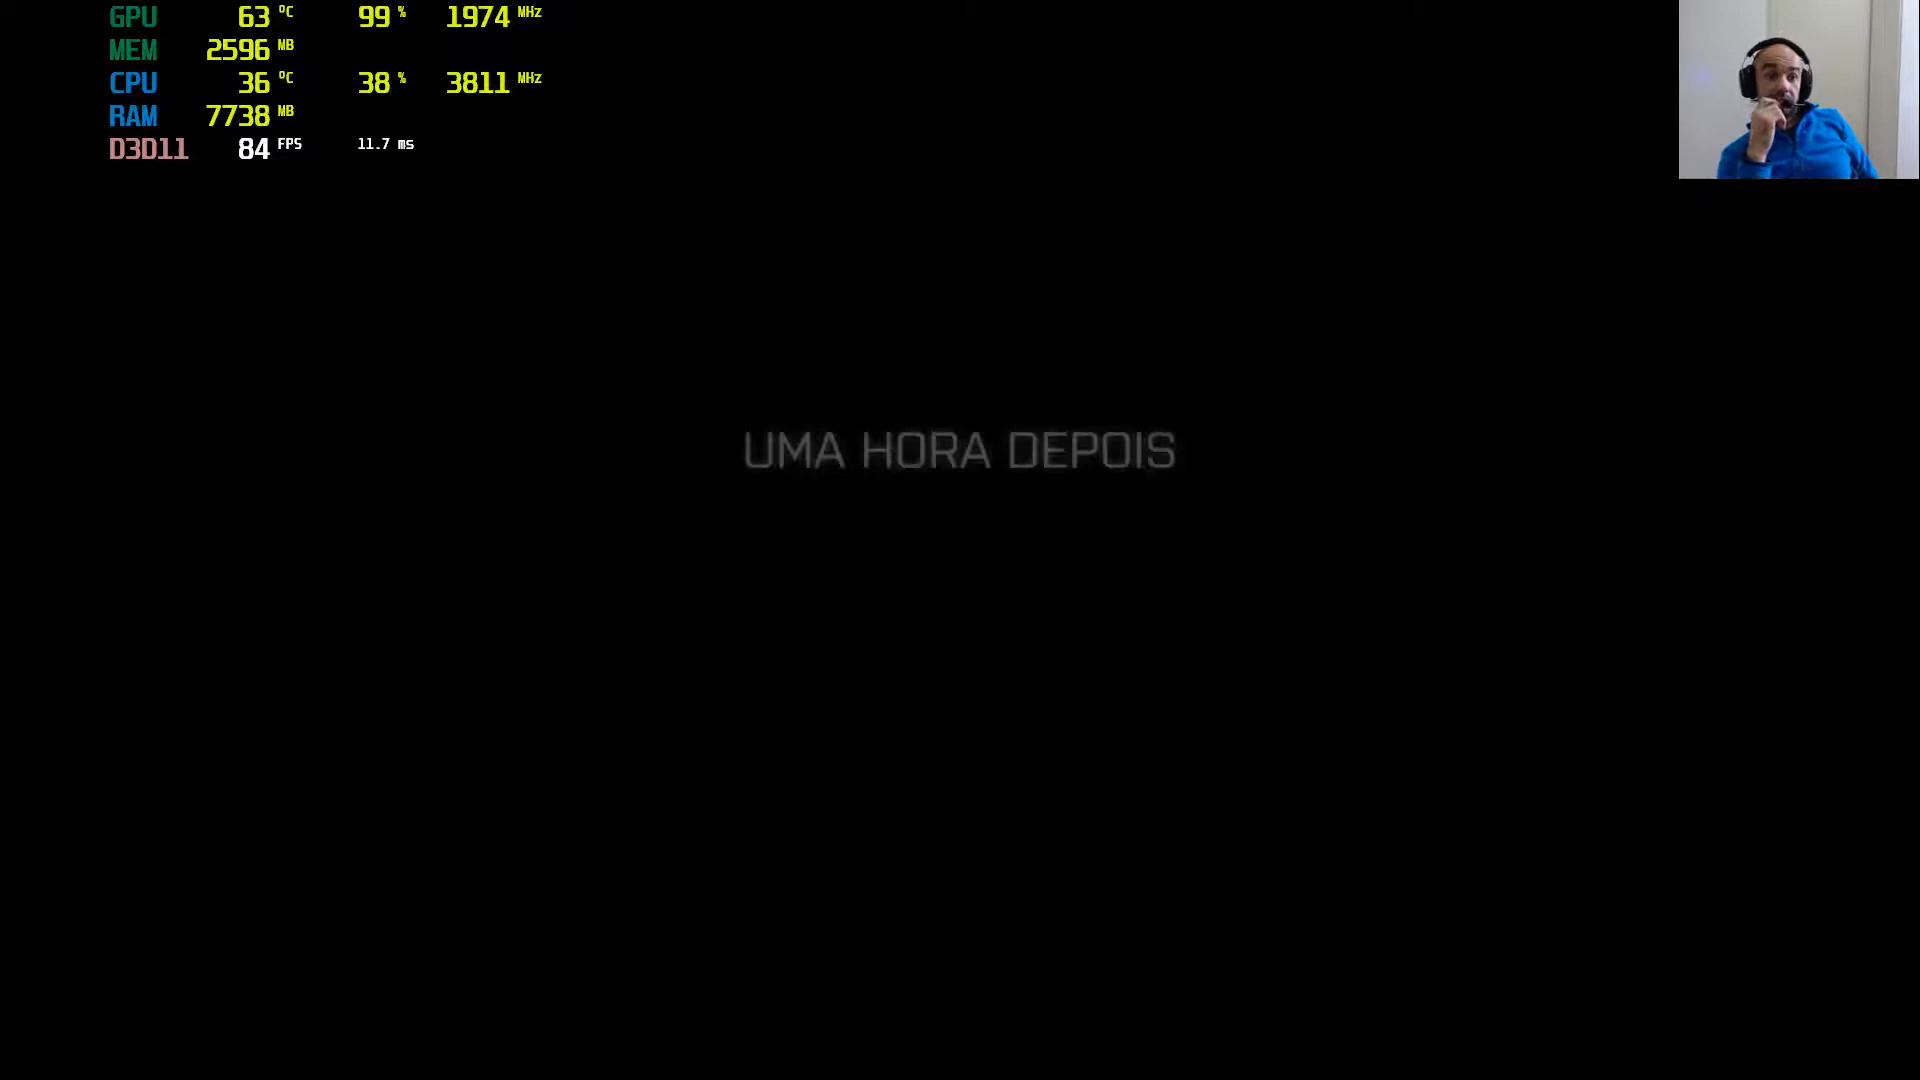 GPU 63 °C 99 % 1974 MHz
MEM 2596 MB
CPU 36 °C 38 % 3811 MHz
RAM 7738 MB
D3D11 84 FPS 11.7 ms
UMA HORA DEPOIS